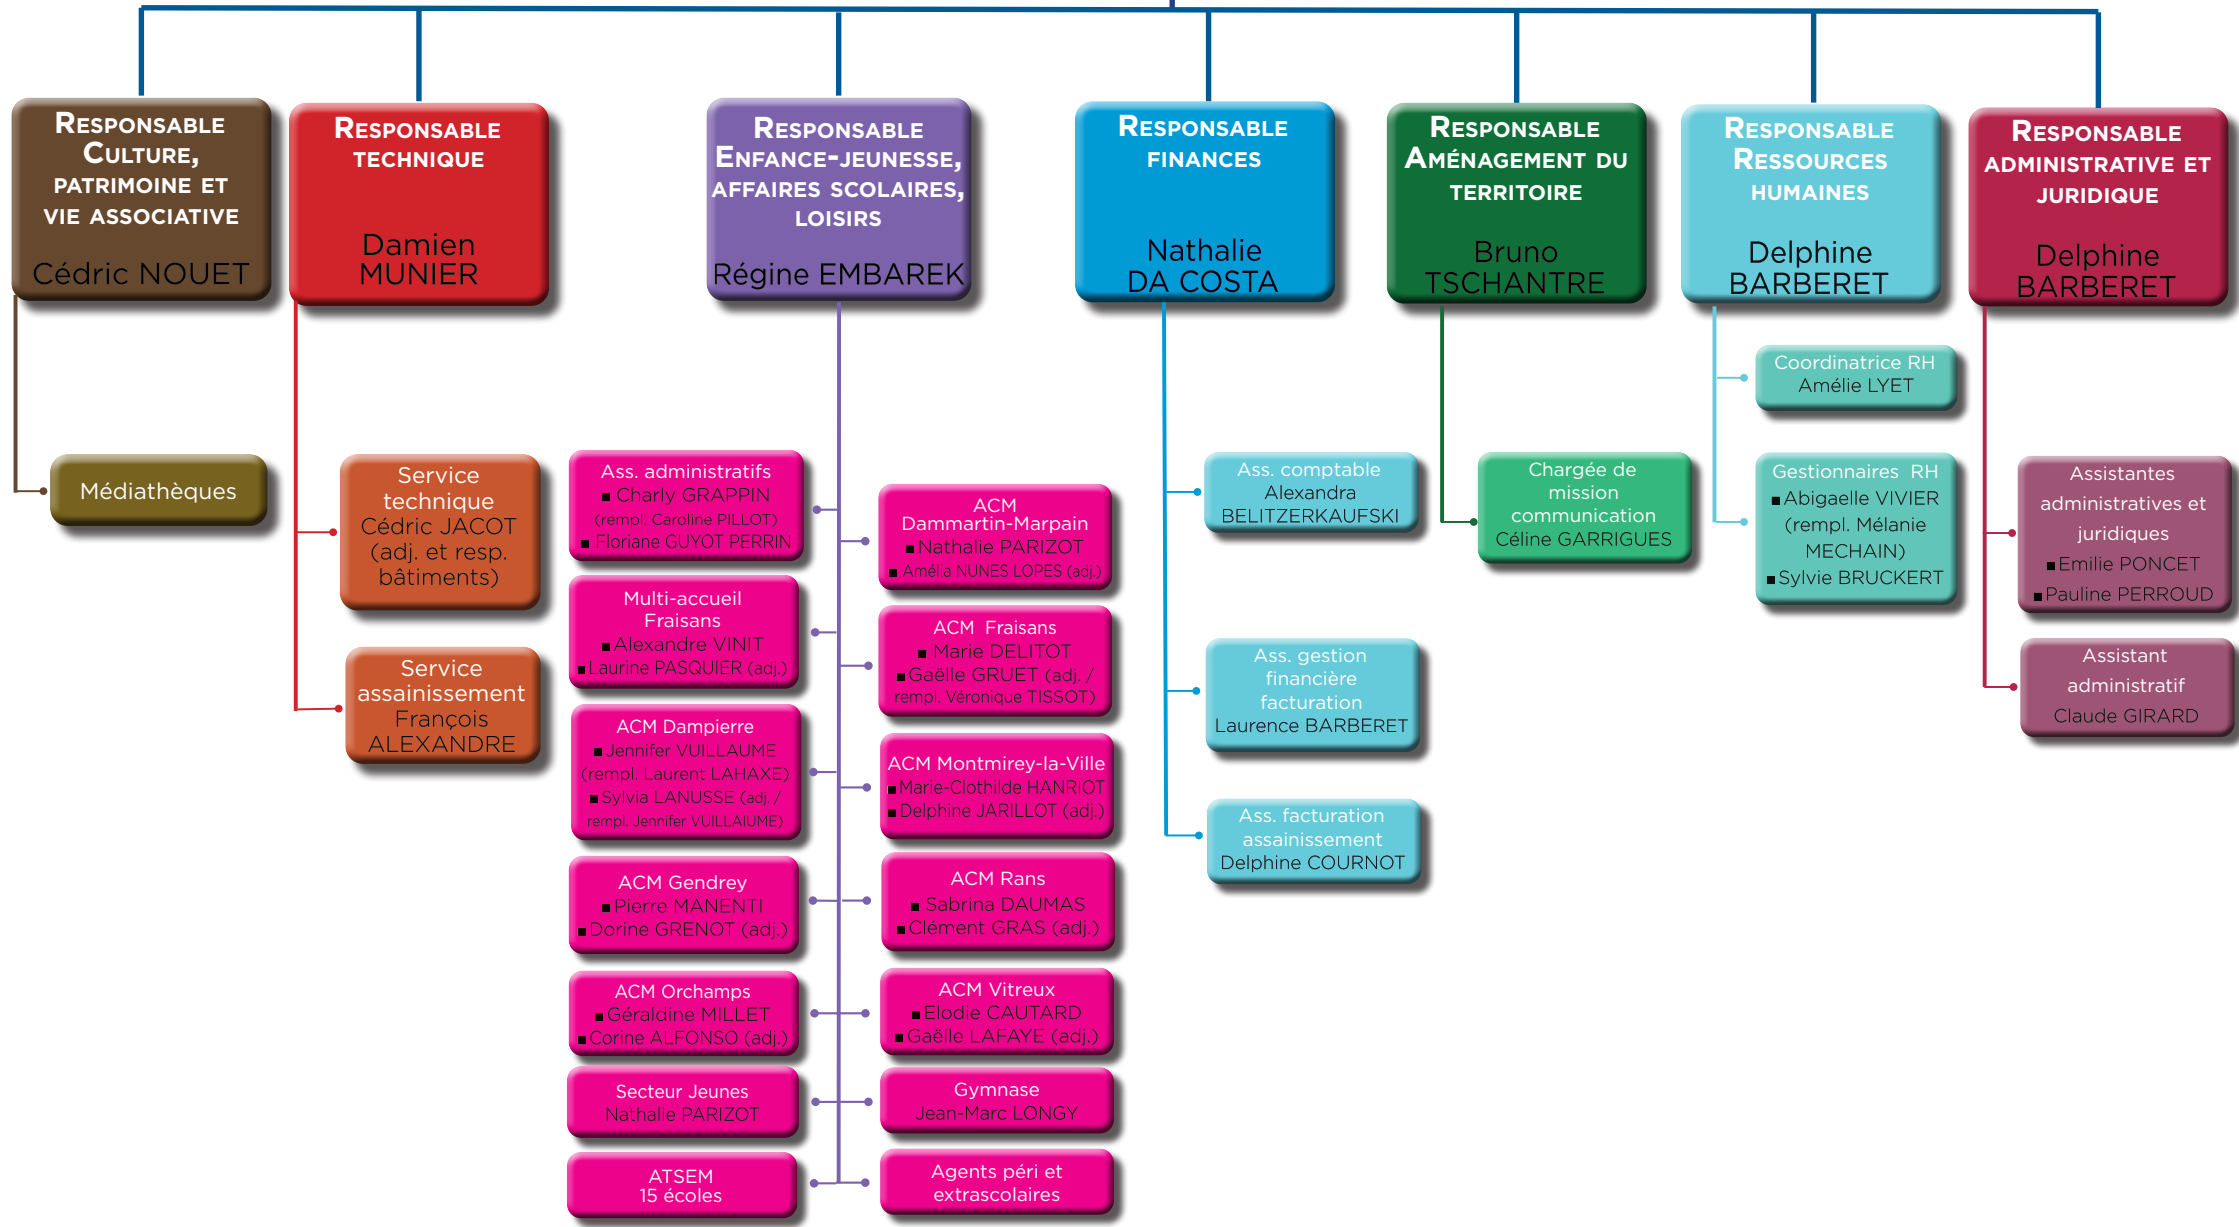 Responsable
Culture,
patrimoine et
vie associative
Cédric NOUET
Médiathèques
Responsable
technique
Damien
MUNIER
Service
technique
Cédric JACOT
(adj. et resp.
bâtiments)
Service
assainissement
François
ALEXANDRE
Responsable
Enfance-jeunesse,
affaires scolaires,
loisirs
Régine EMBAREK
Ass. administratifs
■ Charly GRAPPIN
(rempl. Caroline PILLOT)
■ Floriane GUYOT PERRIN
Multi-accueil
Fraisans
■ Alexandre VINIT
■ Laurine PASQUIER (adj.)
ACM Dampierre
■ Jennifer VUILLAUME
(rempl. Laurent LAHAXE)
■ Sylvia LANUSSE (adj. /
rempl. Jennifer VUILLAIUME)
ACM Gendrey
■ Pierre MANENTI
■ Dorine GRENOT (adj.)
ACM Orchamps
■ Géraldine MILLET
■ Corine ALFONSO (adj.)
Secteur Jeunes
Nathalie PARIZOT
ATSEM
15 écoles
ACM
Dammartin-Marpain
■ Nathalie PARIZOT
■ Amélia NUNES LOPES (adj.)
ACM Fraisans
■ Marie DELITOT
■ Gaëlle GRUET (adj. /
rempl. Véronique TISSOT)
ACM Montmirey-la-Ville
■ Marie-Clothilde HANRIOT
■ Delphine JARILLOT (adj.)
ACM Rans
■ Sabrina DAUMAS
■ Clément GRAS (adj.)
ACM Vitreux
■ Elodie CAUTARD
■ Gaëlle LAFAYE (adj.)
Gymnase
Jean-Marc LONGY
Agents péri et
extrascolaires
Responsable
finances
Nathalie
DA COSTA
Ass. comptable
Alexandra
BELITZERKAUFSKI
Ass. gestion
financière
facturation
Laurence BARBERET
Ass. facturation
assainissement
Delphine COURNOT
Responsable
Aménagement du
territoire
Bruno
TSCHANTRE
Chargée de
mission
communication
Céline GARRIGUES
Responsable
Ressources
humaines
Delphine
BARBERET
Coordinatrice RH
Amélie LYET
Gestionnaires RH
■ Abigaelle VIVIER
(rempl. Mélanie
MECHAIN)
■ Sylvie BRUCKERT
Responsable
administrative et
juridique
Delphine
BARBERET
Assistantes
administratives et
juridiques
■ Emilie PONCET
■ Pauline PERROUD
Assistant
administratif
Claude GIRARD